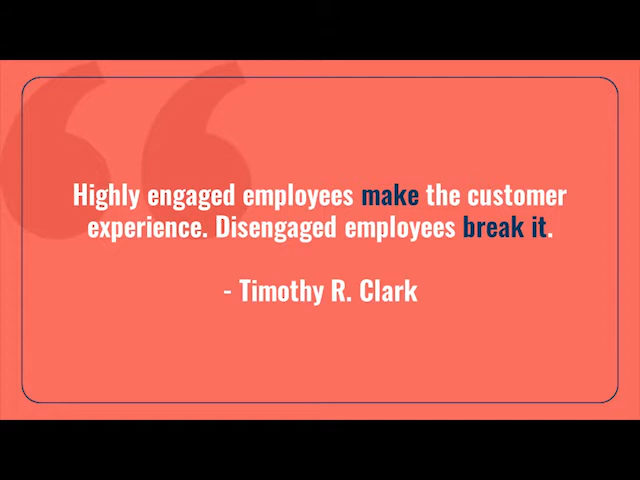 Highly engaged employees make the customer
experience. Disengaged employees break it.
- Timothy R. Clark